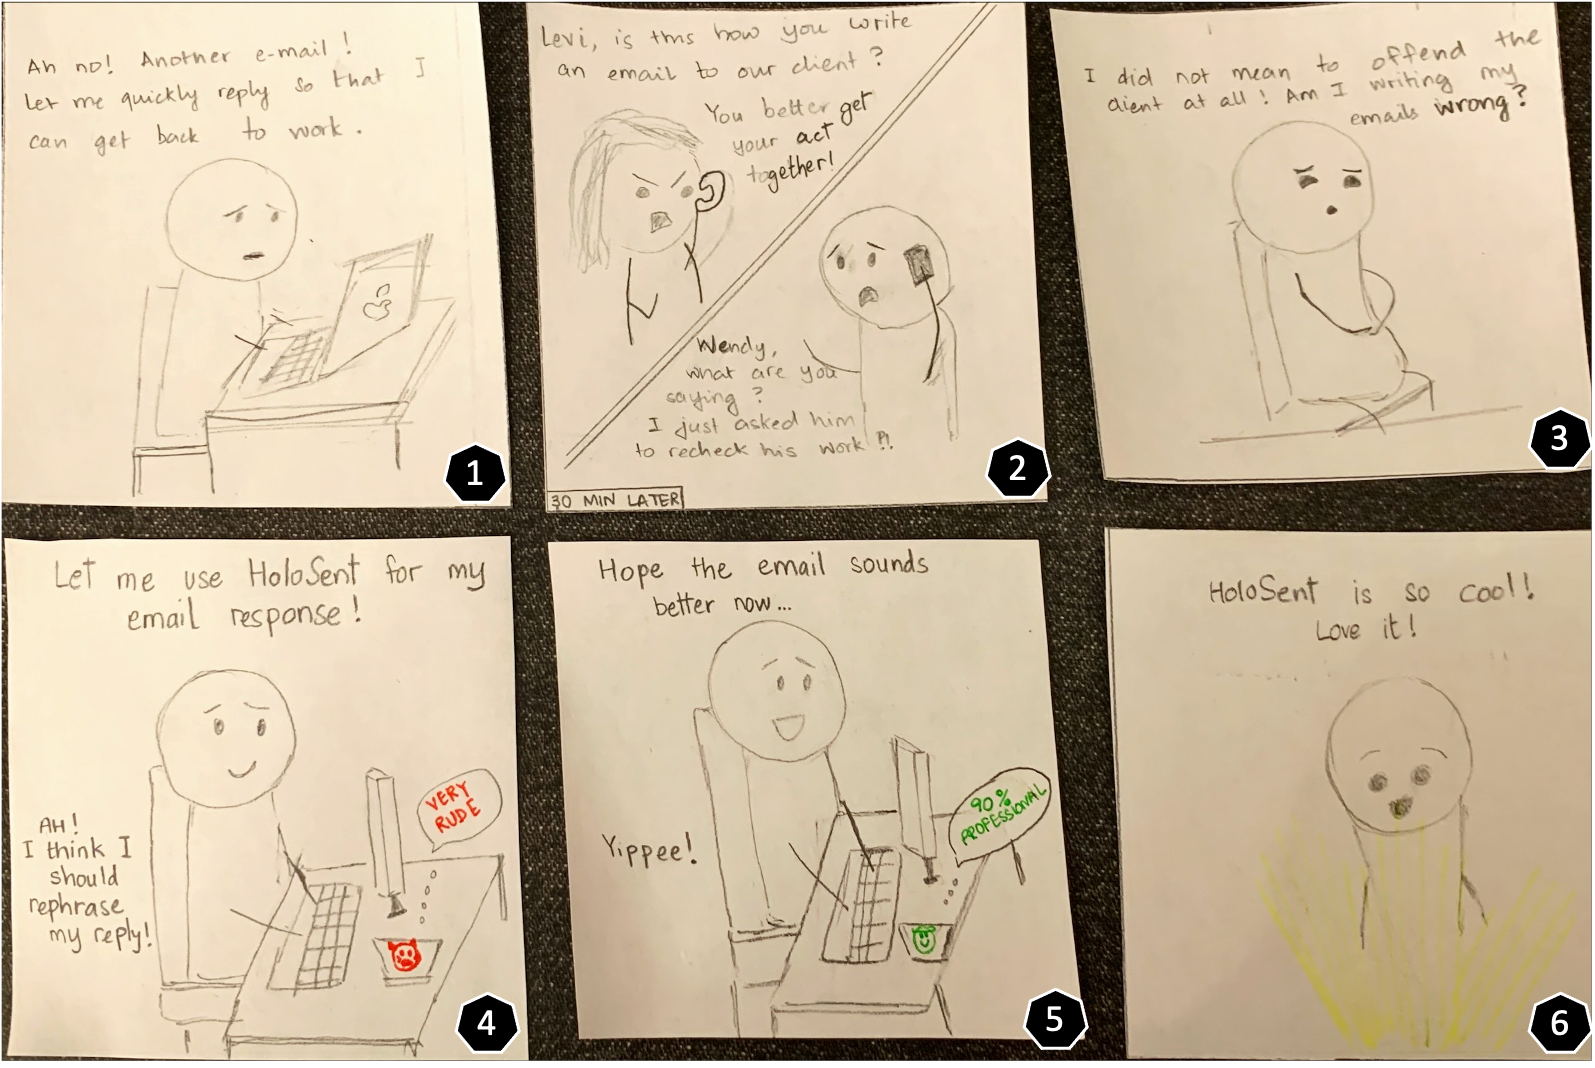 Ah no! Another e-mail!
Let me quickly reply so that I
can get back to work.
1
Levi, is this how you write
an email to our client?
You better get
your act
together!
Wendy,
what are you
saying?
I just asked him
to recheck his work?!
30 MIN LATER
2
I did not mean to offend the
client at all! Am I writing my
emails wrong?
3
Let me use HoloSent for my
email response!
VERY
RUDE
AH!
I think I
should
rephrase
my reply!
4
Hope the email sounds
better now...
90%
PROFESSIONAL
Yippee!
5
HoloSent is so cool!
Love it!
6